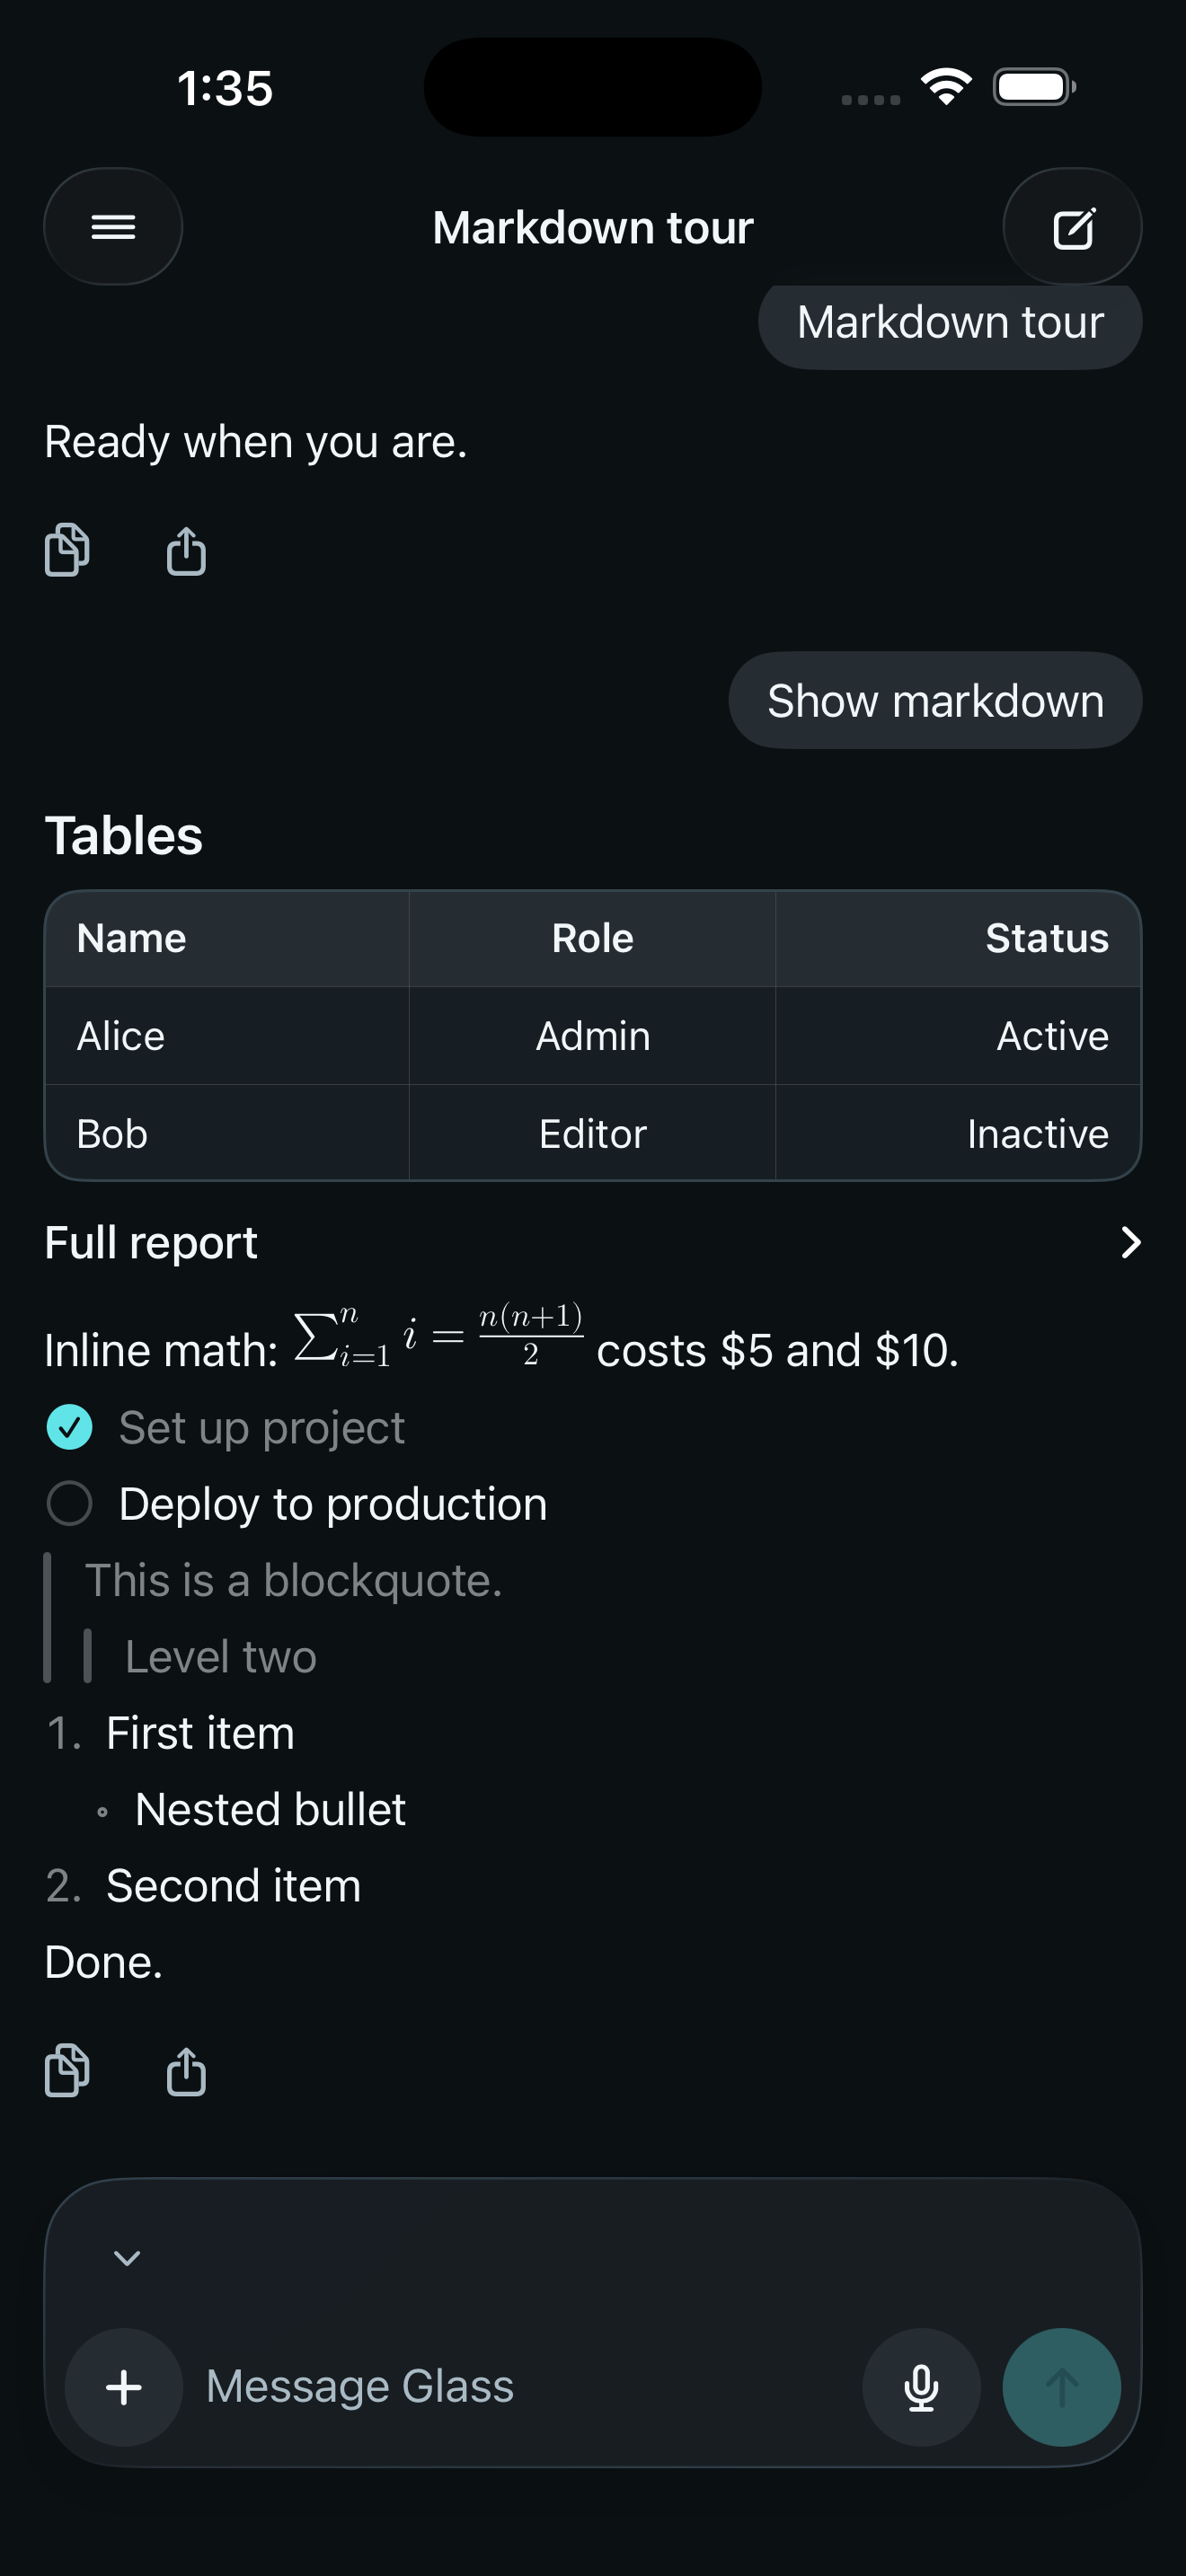 1:35
Markdown tour
Markdown tour
Ready when you are.
Show markdown
Tables
Name Role Status
Alice Admin Active
Bob Editor Inactive
Full report
Inline math: ∑ⁿᵢ₌₁ i = n(n+1)/2 costs $5 and $10.
Set up project
Deploy to production
This is a blockquote.
Level two
1. First item
◦ Nested bullet
2. Second item
Done.
Message Glass